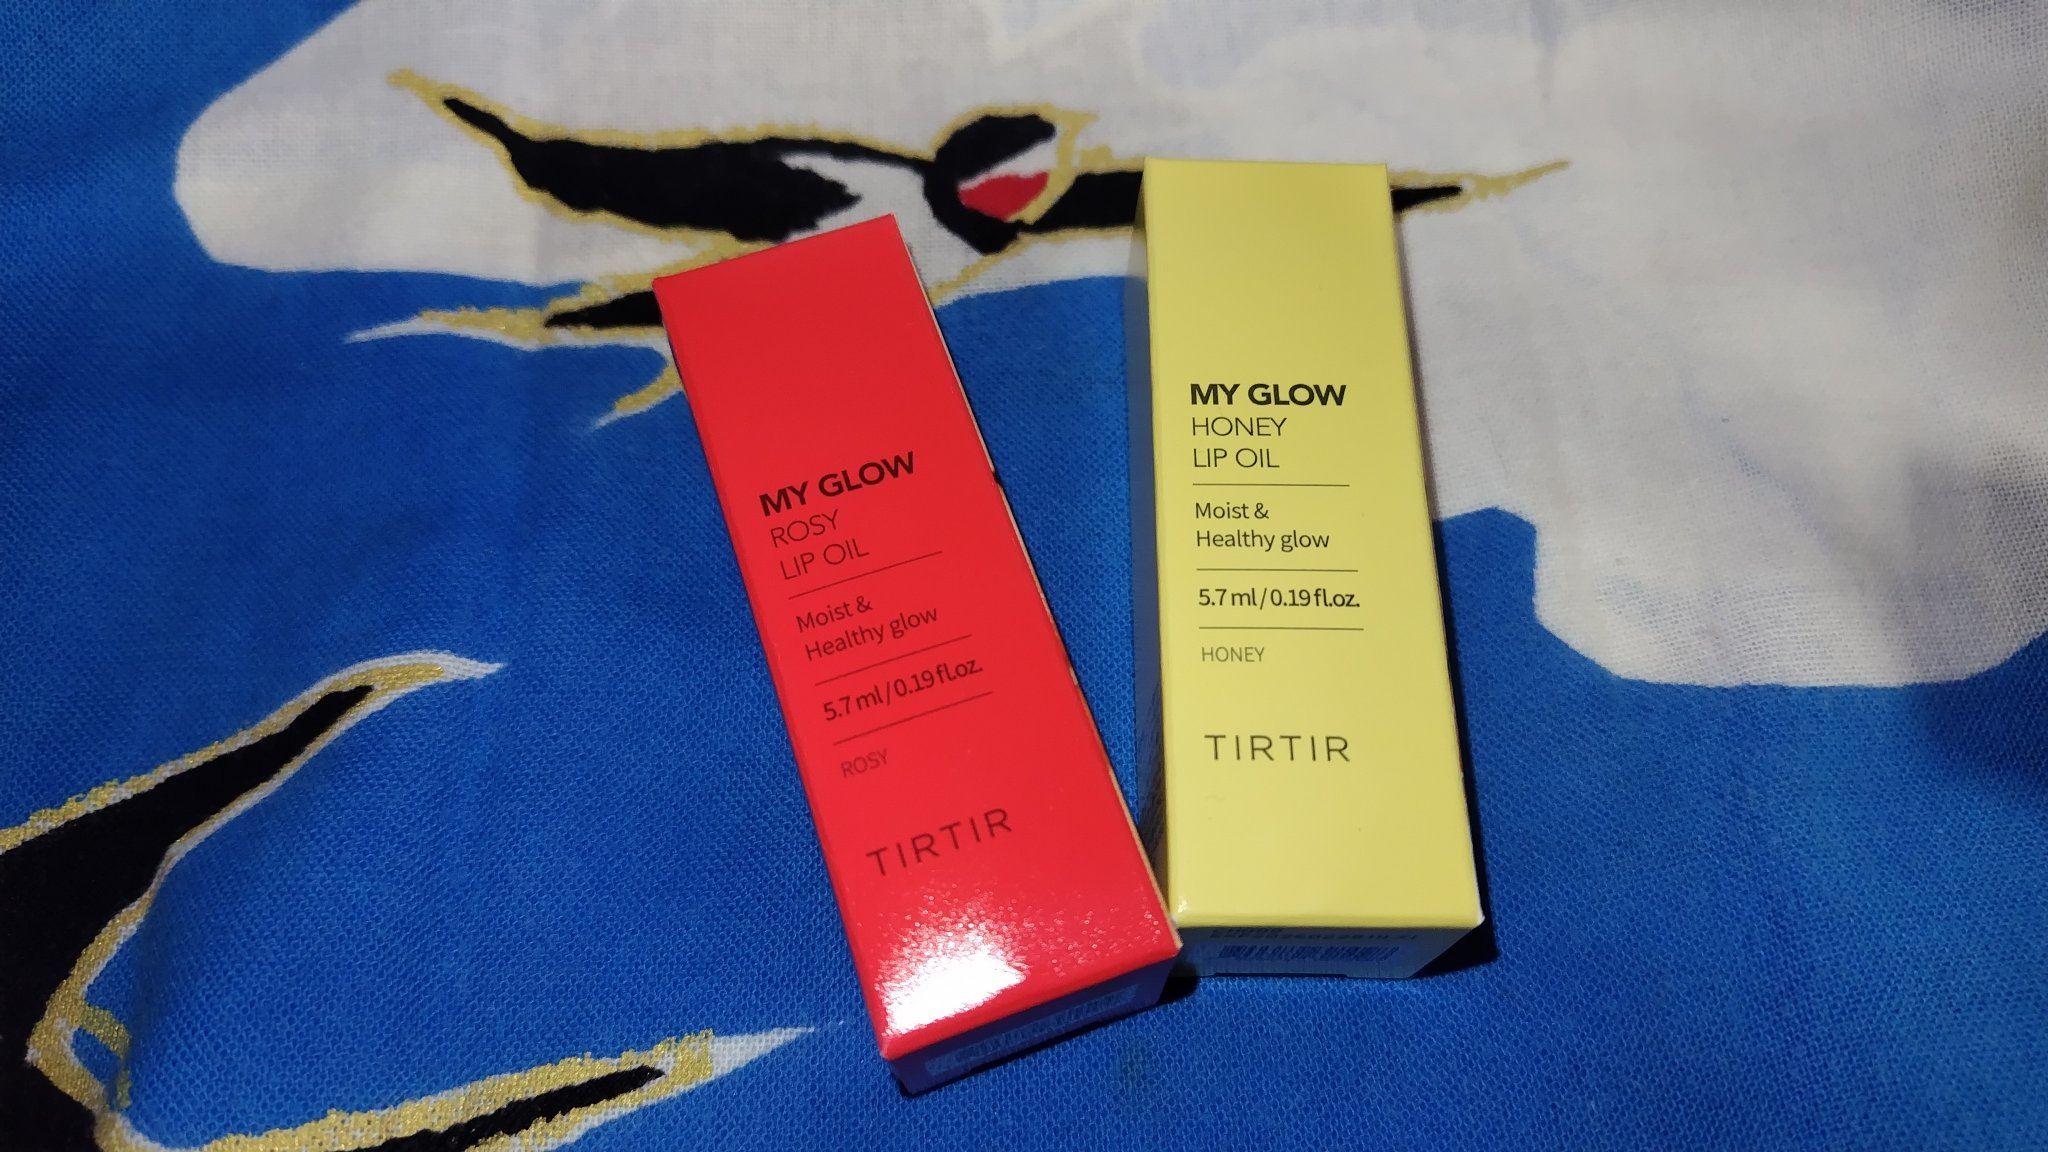 MY GLOW
ROSY
LIP OIL
Moist &
Healthy glow
5.7 ml / 0.19 fl.oz.
ROSY
TIRTIR
MY GLOW
HONEY
LIP OIL
Moist &
Healthy glow
5.7 ml / 0.19 fl.oz.
HONEY
TIRTIR